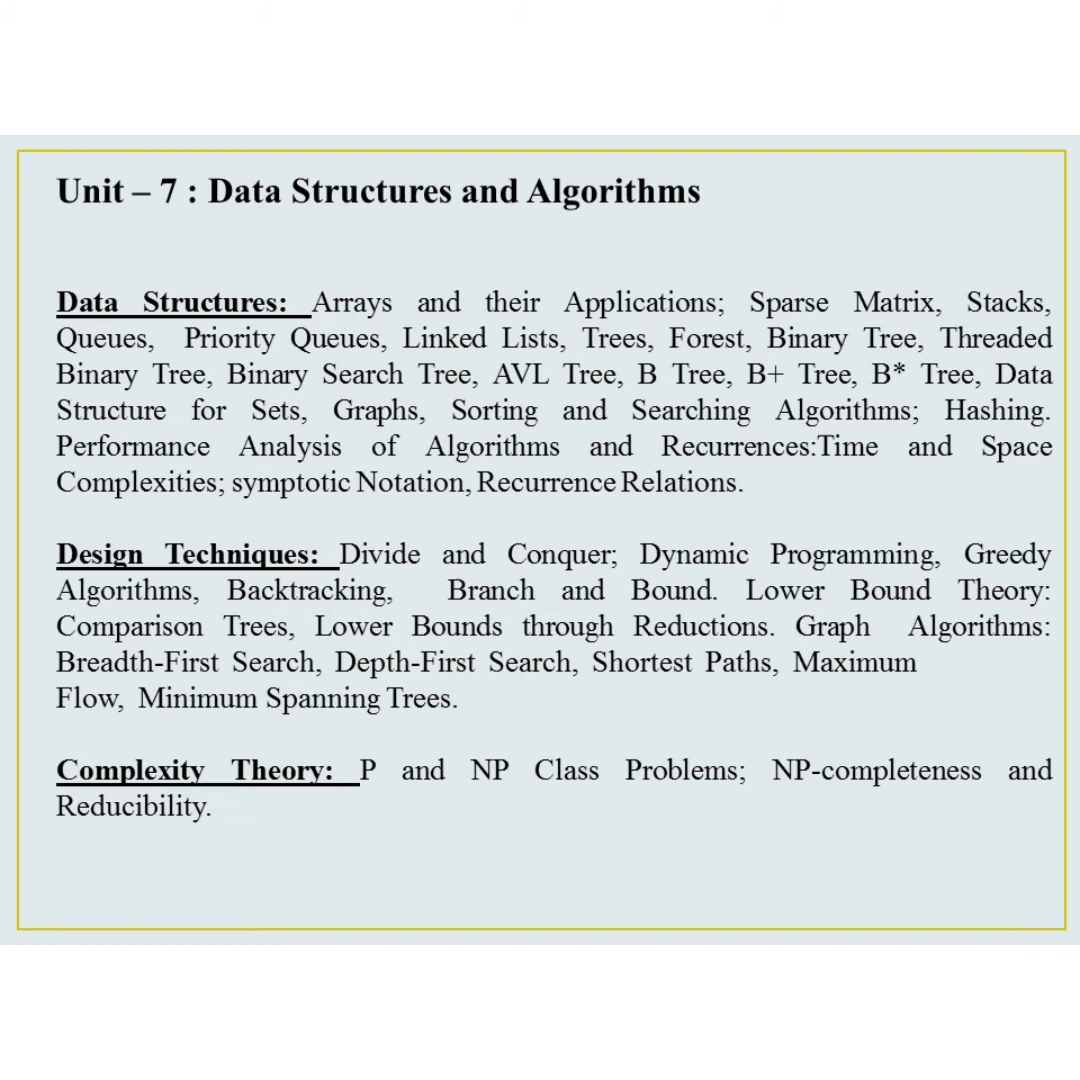 Unit – 7 : Data Structures and Algorithms
Data Structures: Arrays and their Applications; Sparse Matrix, Stacks,
Queues, Priority Queues, Linked Lists, Trees, Forest, Binary Tree, Threaded
Binary Tree, Binary Search Tree, AVL Tree, B Tree, B+ Tree, B* Tree, Data
Structure for Sets, Graphs, Sorting and Searching Algorithms; Hashing.
Performance Analysis of Algorithms and Recurrences:Time and Space
Complexities; symptotic Notation, Recurrence Relations.
Design Techniques: Divide and Conquer; Dynamic Programming, Greedy
Algorithms, Backtracking, Branch and Bound. Lower Bound Theory:
Comparison Trees, Lower Bounds through Reductions. Graph Algorithms:
Breadth-First Search, Depth-First Search, Shortest Paths, Maximum
Flow, Minimum Spanning Trees.
Complexity Theory: P and NP Class Problems; NP-completeness and
Reducibility.